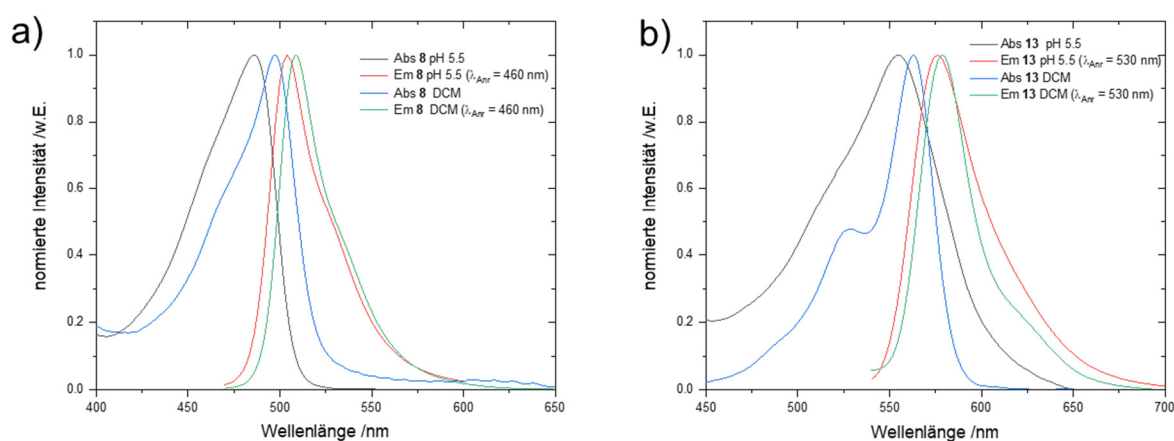 a)
Abs 8 pH 5.5
Em 8 pH 5.5 (λAnr = 460 nm)
Abs 8 DCM
Em 8 DCM (λAnr = 460 nm)
normierte Intensität /w.E.
1.0
0.8
0.6
0.4
0.2
0.0
400 450 500 550 600 650
Wellenlänge /nm
b)
Abs 13 pH 5.5
Em 13 pH 5.5 (λAnr = 530 nm)
Abs 13 DCM
Em 13 DCM (λAnr = 530 nm)
normierte Intensität /w.E.
1.0
0.8
0.6
0.4
0.2
0.0
450 500 550 600 650 700
Wellenlänge /nm